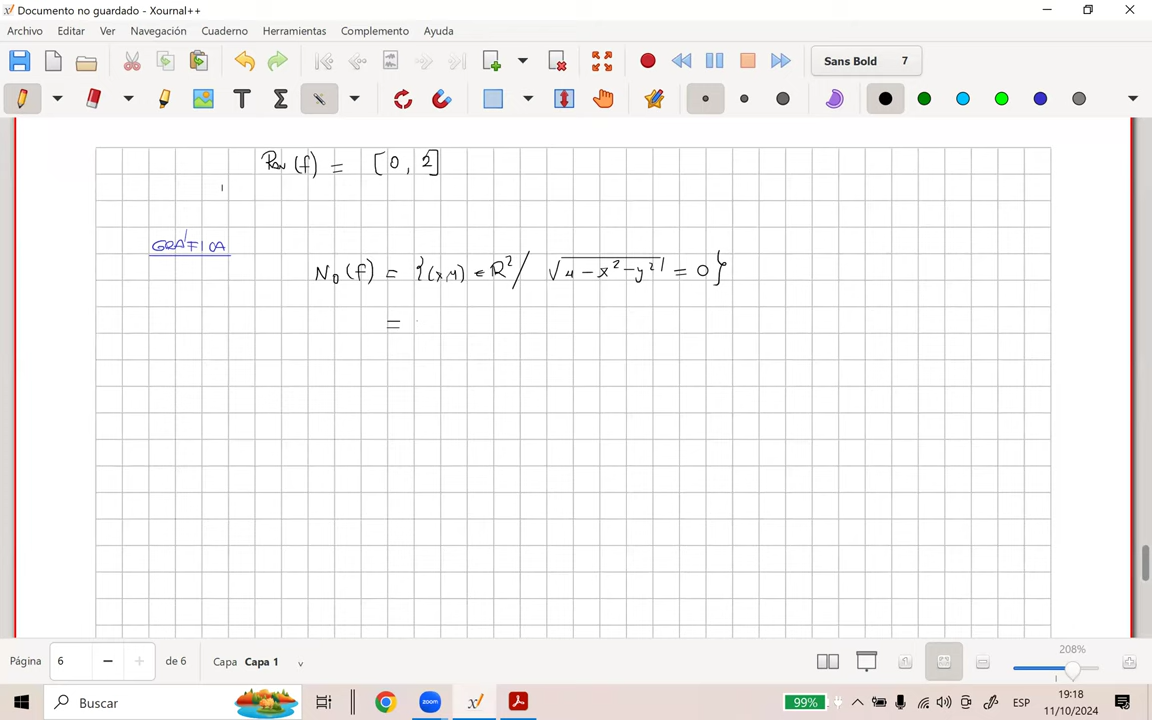 Documento no guardado - Xournal++
Archivo Editar Ver Navegación Cuaderno Herramientas Complemento Ayuda
Sans Bold 7
Ran(f) = [0, 2]
GRÁFICA
N₀(f) = {(x,y) ∈ ℝ² / √(4 - x² - y²) = 0}
=
Página 6 de 6 Capa Capa 1 208%
Buscar zoom 99% ESP 19:18
11/10/2024